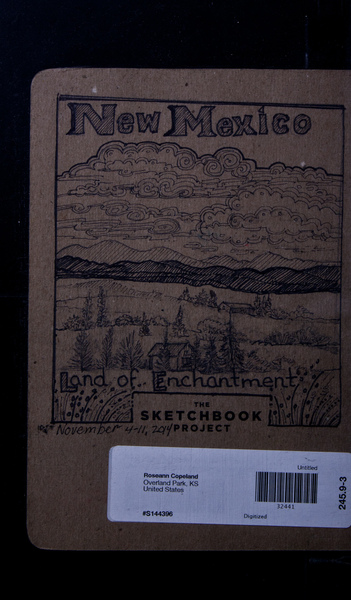 New Mexico
Land of Enchantment
THE
SKETCHBOOK
PROJECT
November 4-11, 2014
Untitled
Roseann Copeland
Overland Park, KS
United States
32441
#S144396
Digitized
245.9-3